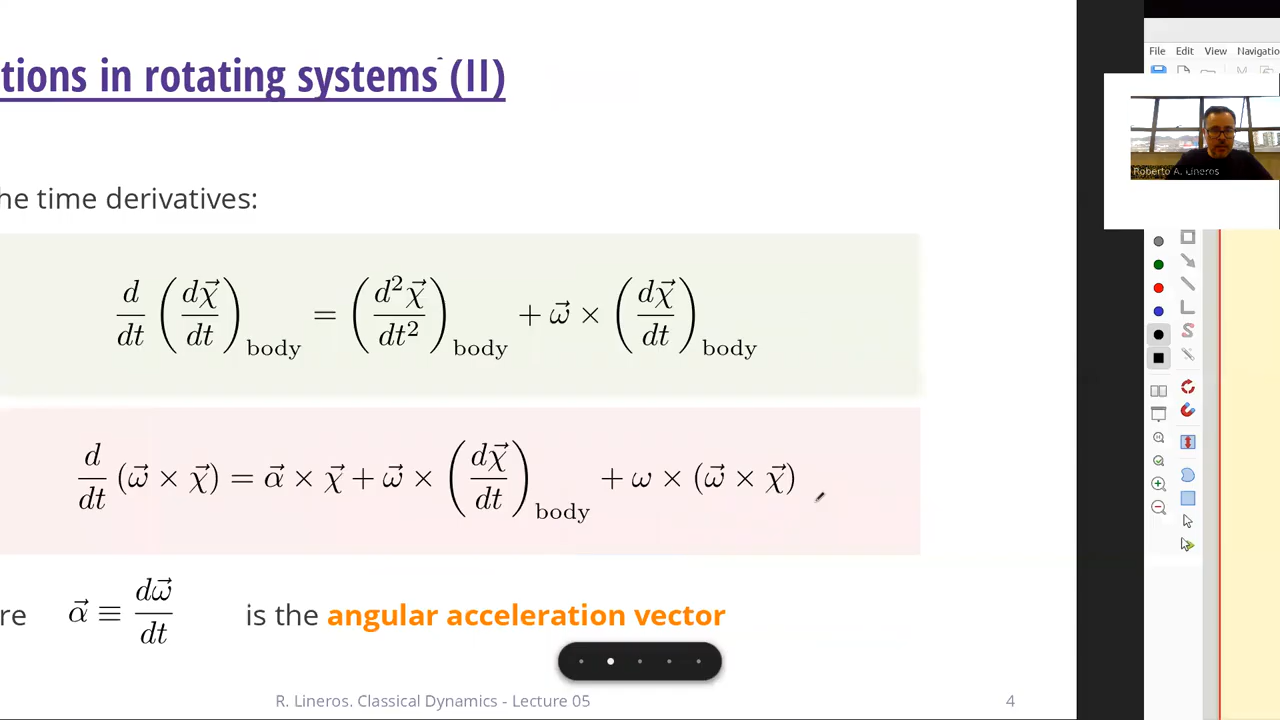 tions in rotating systems (II)
File Edit View Navigatio
Roberto A. Lineros
he time derivatives:
d/dt (dχ⃗/dt)_body = (d²χ⃗/dt²)_body + ω⃗ × (dχ⃗/dt)_body
d/dt (ω⃗ × χ⃗) = α⃗ × χ⃗ + ω⃗ × (dχ⃗/dt)_body + ω × (ω⃗ × χ⃗)
re α⃗ ≡ dω⃗/dt is the angular acceleration vector
R. Lineros. Classical Dynamics - Lecture 05 4